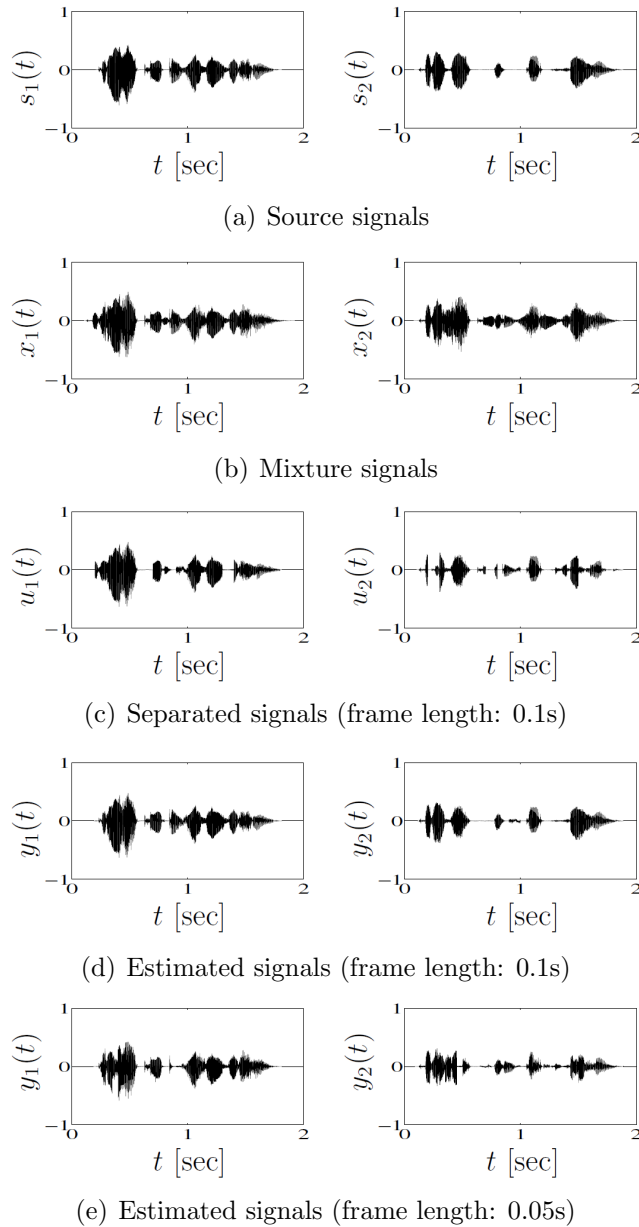 1
0
−1
0
1
2
s₁(t)
t [sec]
1
0
−1
0
1
2
s₂(t)
t [sec]
(a) Source signals
1
0
−1
0
1
2
x₁(t)
t [sec]
1
0
−1
0
1
2
x₂(t)
t [sec]
(b) Mixture signals
1
0
−1
0
1
2
u₁(t)
t [sec]
1
0
−1
0
1
2
u₂(t)
t [sec]
(c) Separated signals (frame length: 0.1s)
1
0
−1
0
1
2
y₁(t)
t [sec]
1
0
−1
0
1
2
y₂(t)
t [sec]
(d) Estimated signals (frame length: 0.1s)
1
0
−1
0
1
2
y₁(t)
t [sec]
1
0
−1
0
1
2
y₂(t)
t [sec]
(e) Estimated signals (frame length: 0.05s)